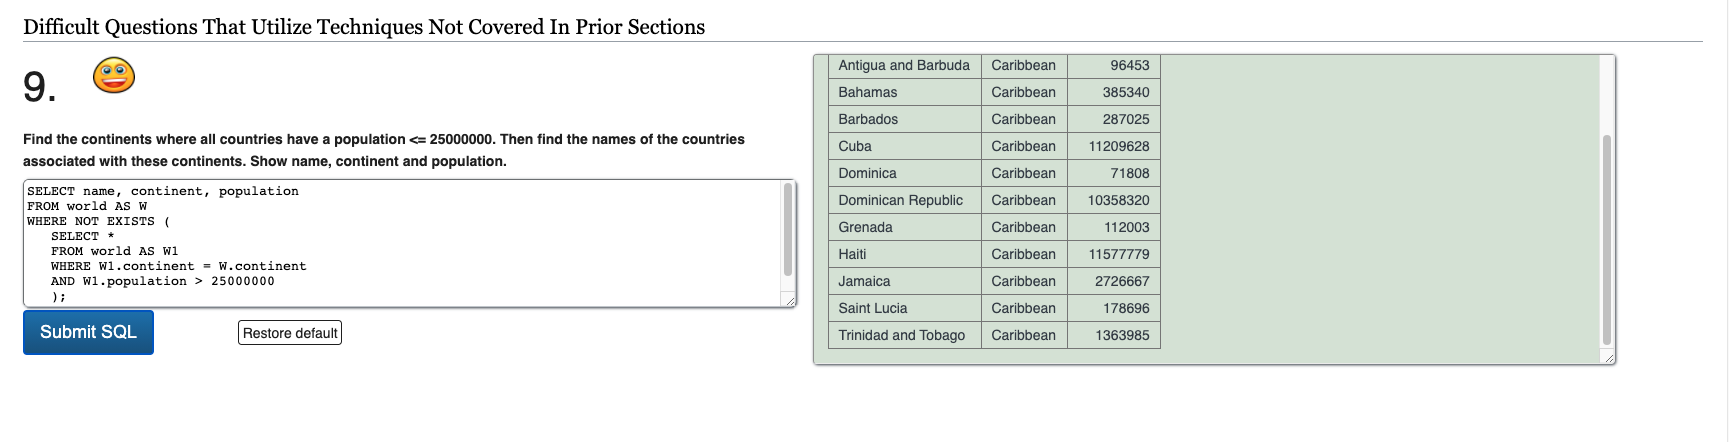 Difficult Questions That Utilize Techniques Not Covered In Prior Sections
9.
Find the continents where all countries have a population <= 25000000. Then find the names of the countries
associated with these continents. Show name, continent and population.
SELECT name, continent, population
FROM world AS W
WHERE NOT EXISTS (
   SELECT *
   FROM world AS W1
   WHERE W1.continent = W.continent
   AND W1.population > 25000000
   );
Submit SQL
Restore default
Antigua and Barbuda Caribbean 96453
Bahamas Caribbean 385340
Barbados Caribbean 287025
Cuba Caribbean 11209628
Dominica Caribbean 71808
Dominican Republic Caribbean 10358320
Grenada Caribbean 112003
Haiti Caribbean 11577779
Jamaica Caribbean 2726667
Saint Lucia Caribbean 178696
Trinidad and Tobago Caribbean 1363985